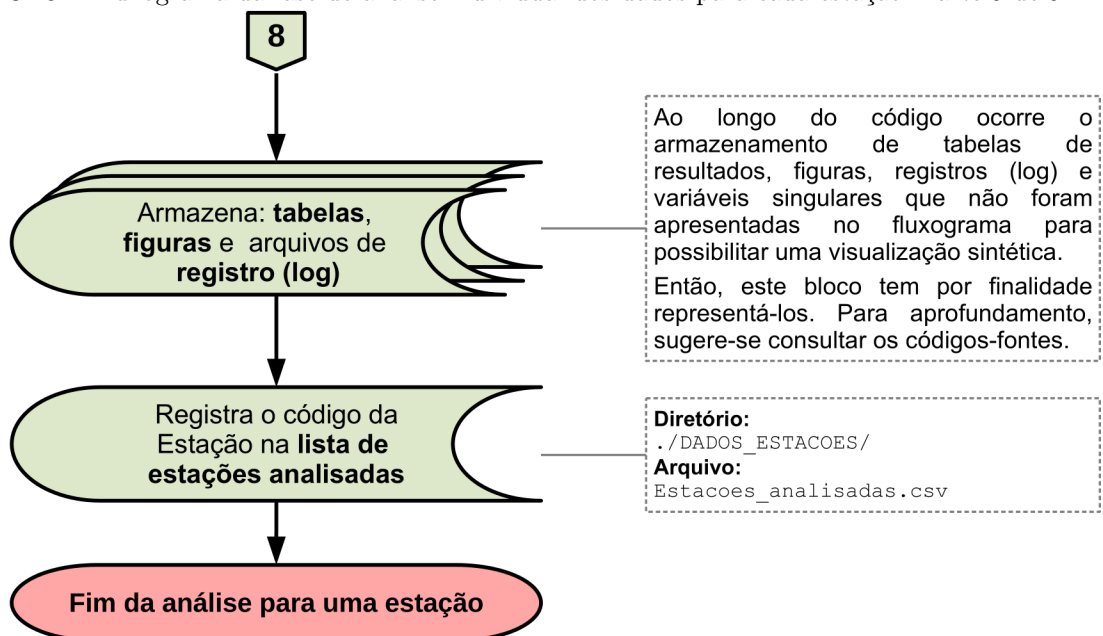 8
Armazena: tabelas,
figuras e arquivos de
registro (log)
Ao longo do código ocorre o
armazenamento de tabelas de
resultados, figuras, registros (log) e
variáveis singulares que não foram
apresentadas no fluxograma para
possibilitar uma visualização sintética.
Então, este bloco tem por finalidade
representá-los. Para aprofundamento,
sugere-se consultar os códigos-fontes.
Registra o código da
Estação na lista de
estações analisadas
Diretório:
./DADOS_ESTACOES/
Arquivo:
Estacoes_analisadas.csv
Fim da análise para uma estação